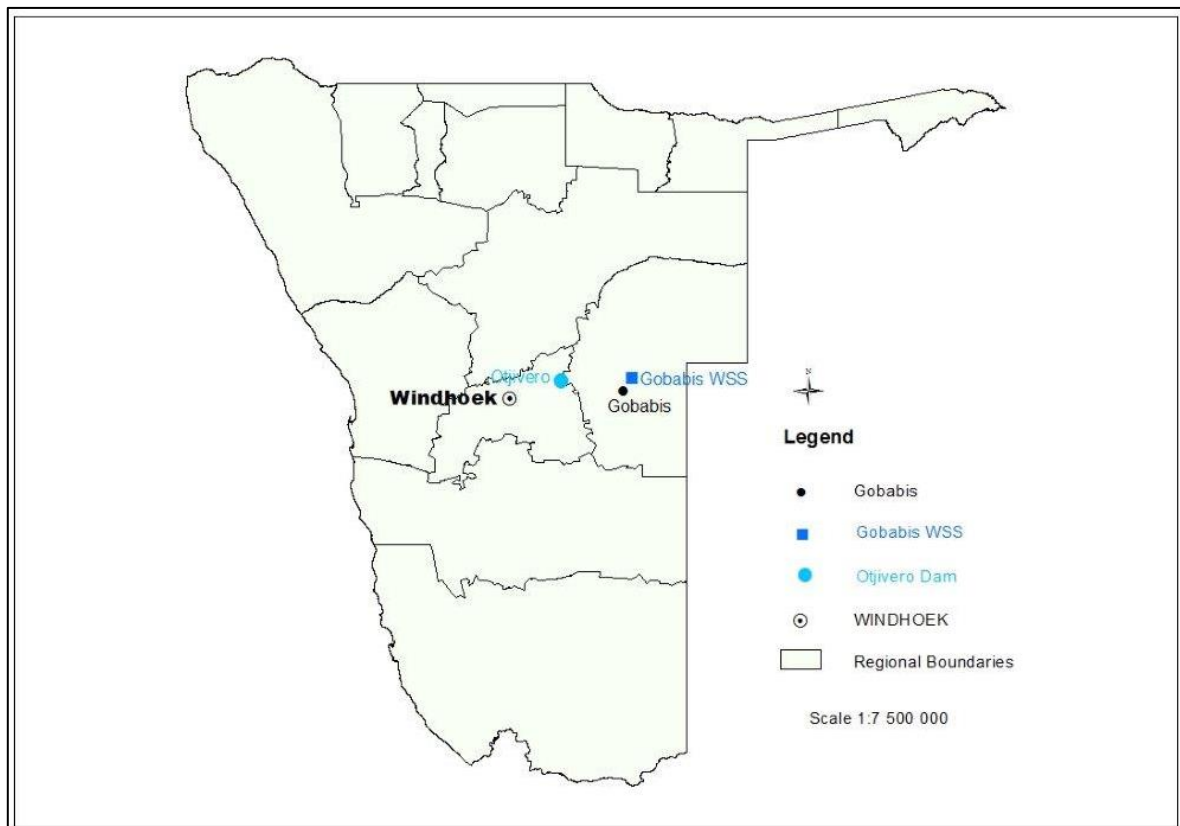 Otjivero
Gobabis WSS
Windhoek
Gobabis
N
Legend
Gobabis
Gobabis WSS
Otjivero Dam
WINDHOEK
Regional Boundaries
Scale 1:7 500 000